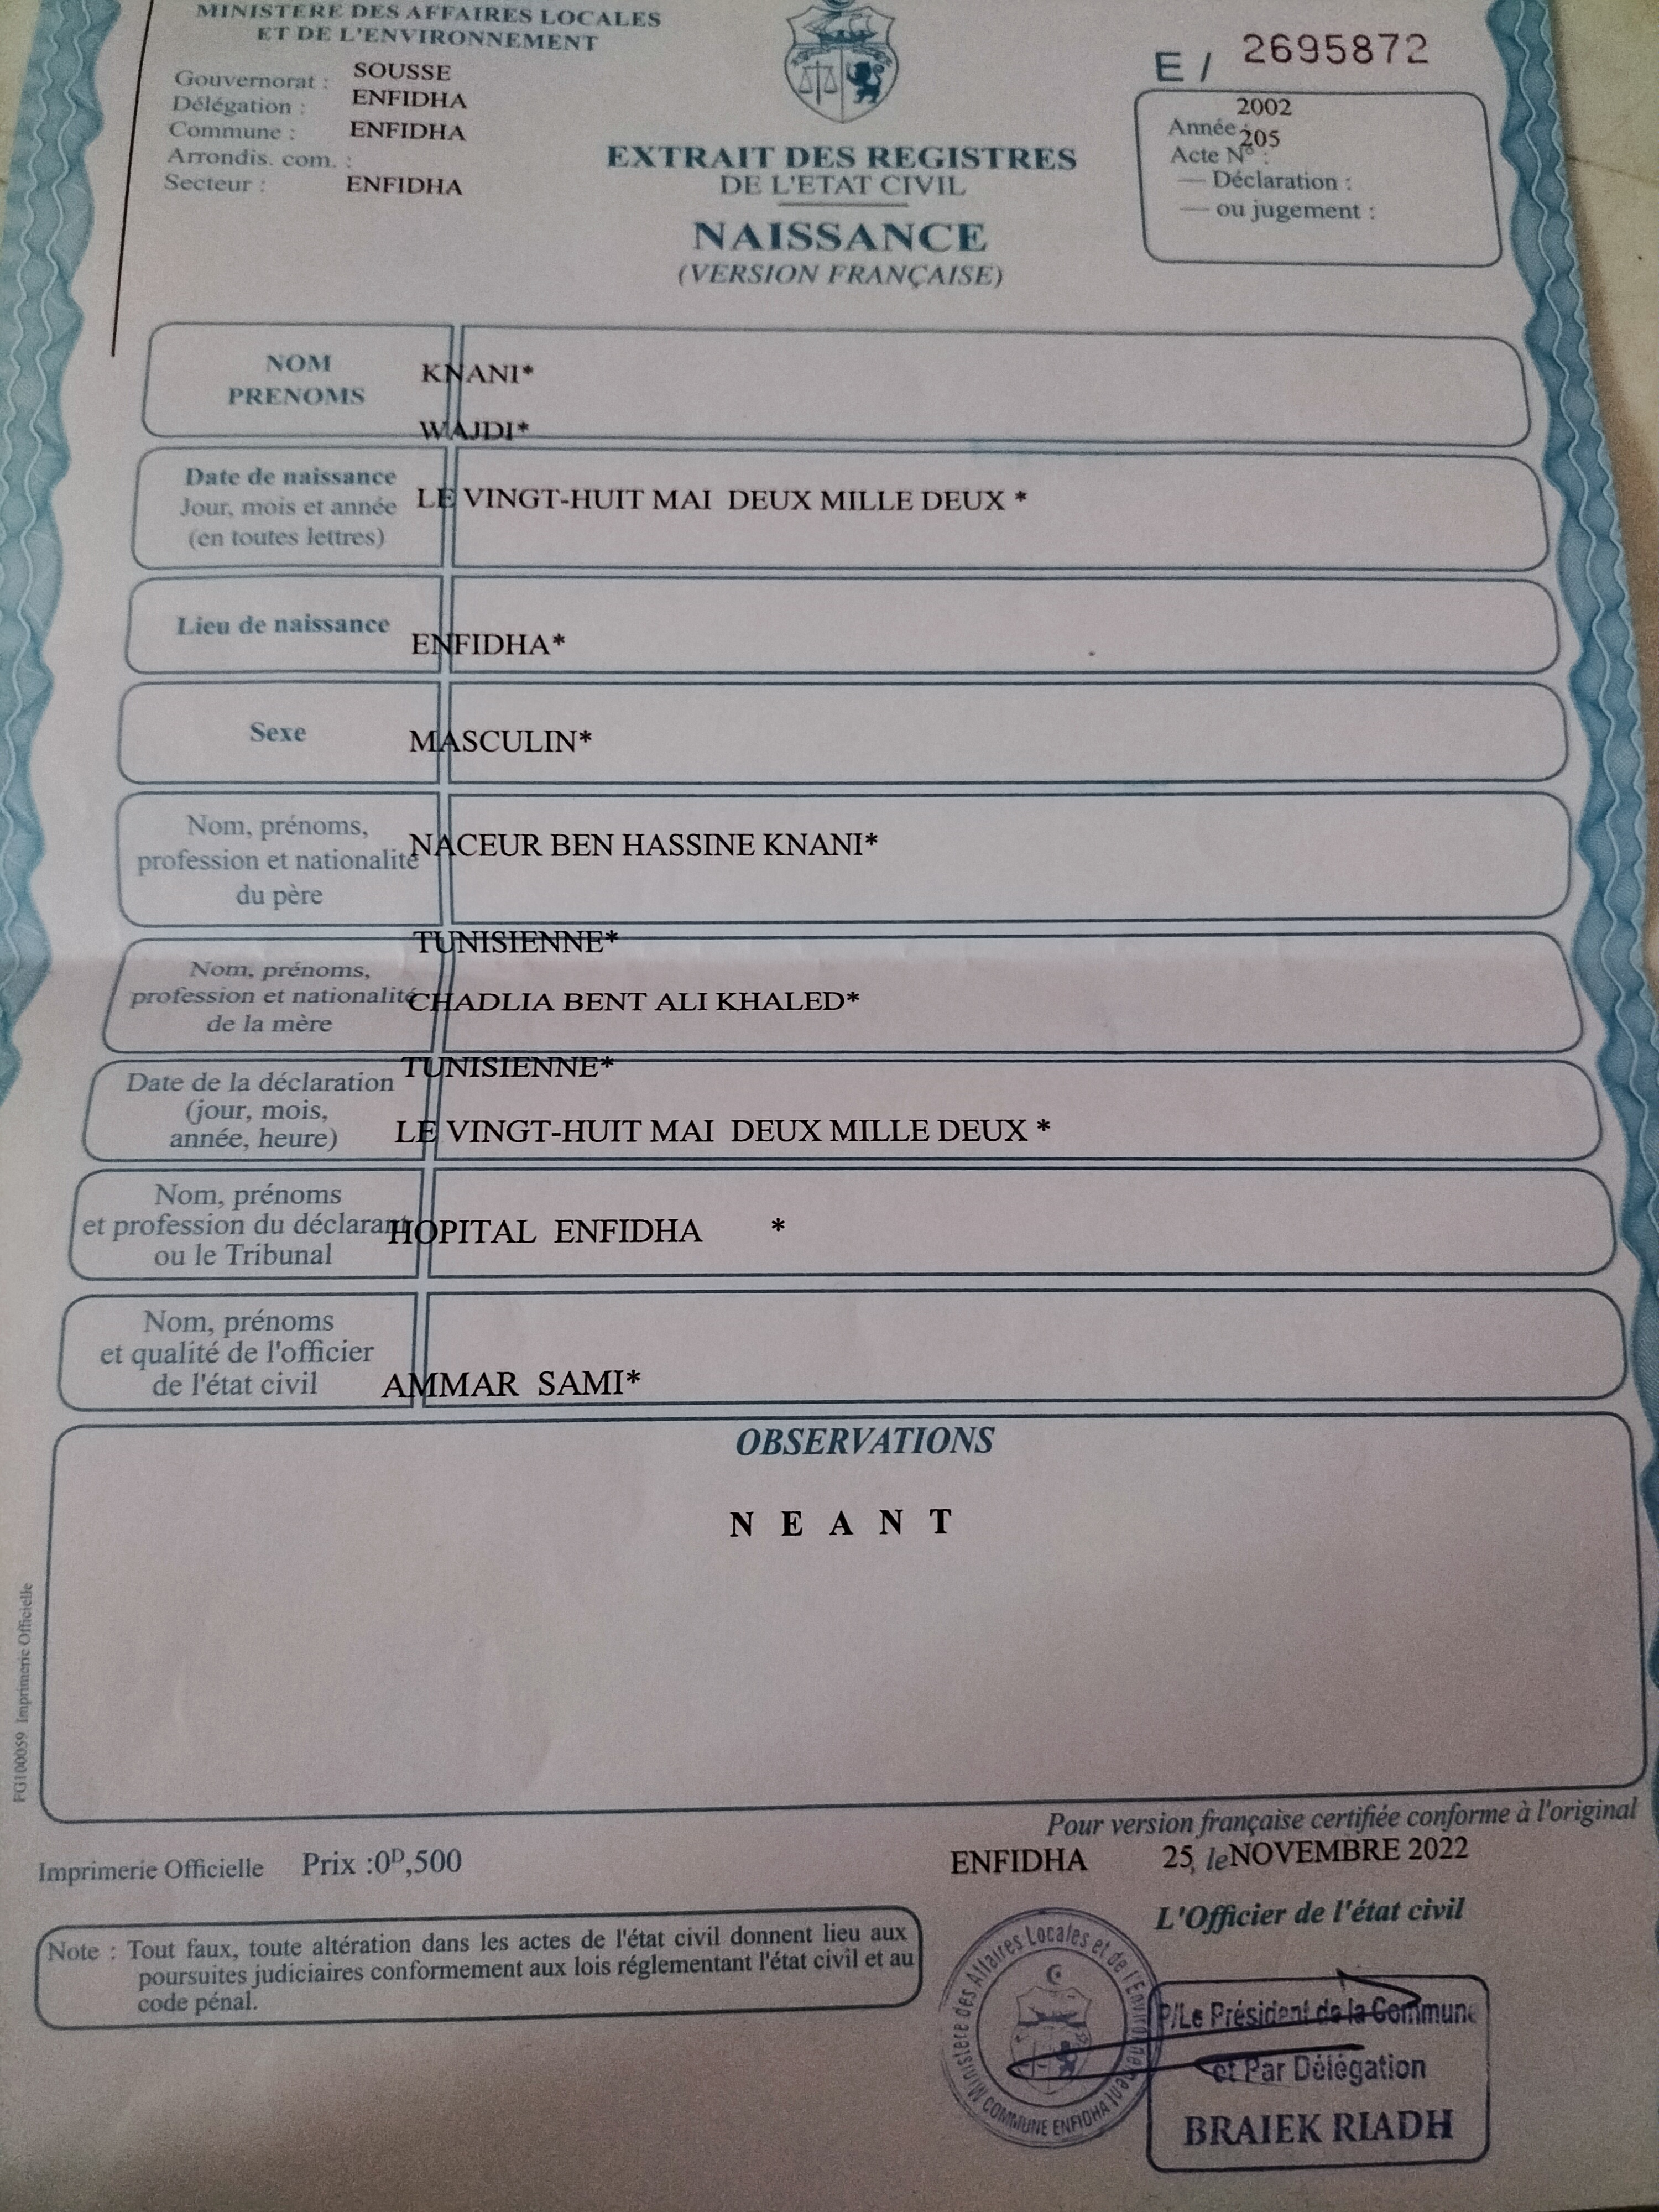 MINISTERE DES AFFAIRES LOCALES
ET DE L'ENVIRONNEMENT
Gouvernorat : SOUSSE
Délégation : ENFIDHA
Commune : ENFIDHA
Arrondis. com. :
Secteur : ENFIDHA
EXTRAIT DES REGISTRES
DE L'ETAT CIVIL
NAISSANCE
(VERSION FRANÇAISE)
E / 2695872
2002
Année :
205
Acte N° :
— Déclaration :
— ou jugement :
NOM
PRENOMS
KNANI*
WAJDI*
Date de naissance
Jour, mois et année
(en toutes lettres)
LE VINGT-HUIT MAI DEUX MILLE DEUX *
Lieu de naissance
ENFIDHA*
Sexe
MASCULIN*
Nom, prénoms,
profession et nationalité
du père
NACEUR BEN HASSINE KNANI*
TUNISIENNE*
Nom, prénoms,
profession et nationalité
de la mère
CHADLIA BENT ALI KHALED*
TUNISIENNE*
Date de la déclaration
(jour, mois,
année, heure)
LE VINGT-HUIT MAI DEUX MILLE DEUX *
Nom, prénoms
et profession du déclarant
ou le Tribunal
HOPITAL ENFIDHA *
Nom, prénoms
et qualité de l'officier
de l'état civil
AMMAR SAMI*
OBSERVATIONS
N E A N T
FG100059 Imprimerie Officielle
Pour version française certifiée conforme à l'original
ENFIDHA 25, le NOVEMBRE 2022
Imprimerie Officielle Prix :0ᴰ,500
L'Officier de l'état civil
Note : Tout faux, toute altération dans les actes de l'état civil donnent lieu aux
poursuites judiciaires conformement aux lois réglementant l'état civil et au
code pénal.
Ministère des Affaires Locales et de l'Environnement
COMMUNE ENFIDHA
P/Le Président de la Commune
et Par Délégation
BRAIEK RIADH